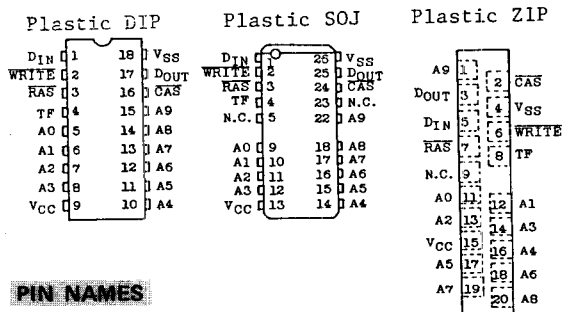 Plastic DIP
DIN 1 18 VSS
WRITE 2 17 DOUT
RAS 3 16 CAS
TF 4 15 A9
A0 5 14 A8
A1 6 13 A7
A2 7 12 A6
A3 8 11 A5
VCC 9 10 A4
Plastic SOJ
DIN 1 26 VSS
WRITE 2 25 DOUT
RAS 3 24 CAS
TF 4 23 N.C.
N.C. 5 22 A9
A0 9 18 A8
A1 10 17 A7
A2 11 16 A6
A3 12 15 A5
VCC 13 14 A4
Plastic ZIP
A9 1
2 CAS
DOUT 3
4 VSS
DIN 5
6 WRITE
RAS 7
8 TF
N.C. 9
A0 11
12 A1
A2 13
14 A3
VCC 15
16 A4
A5 17
18 A6
A7 19
20 A8
PIN NAMES